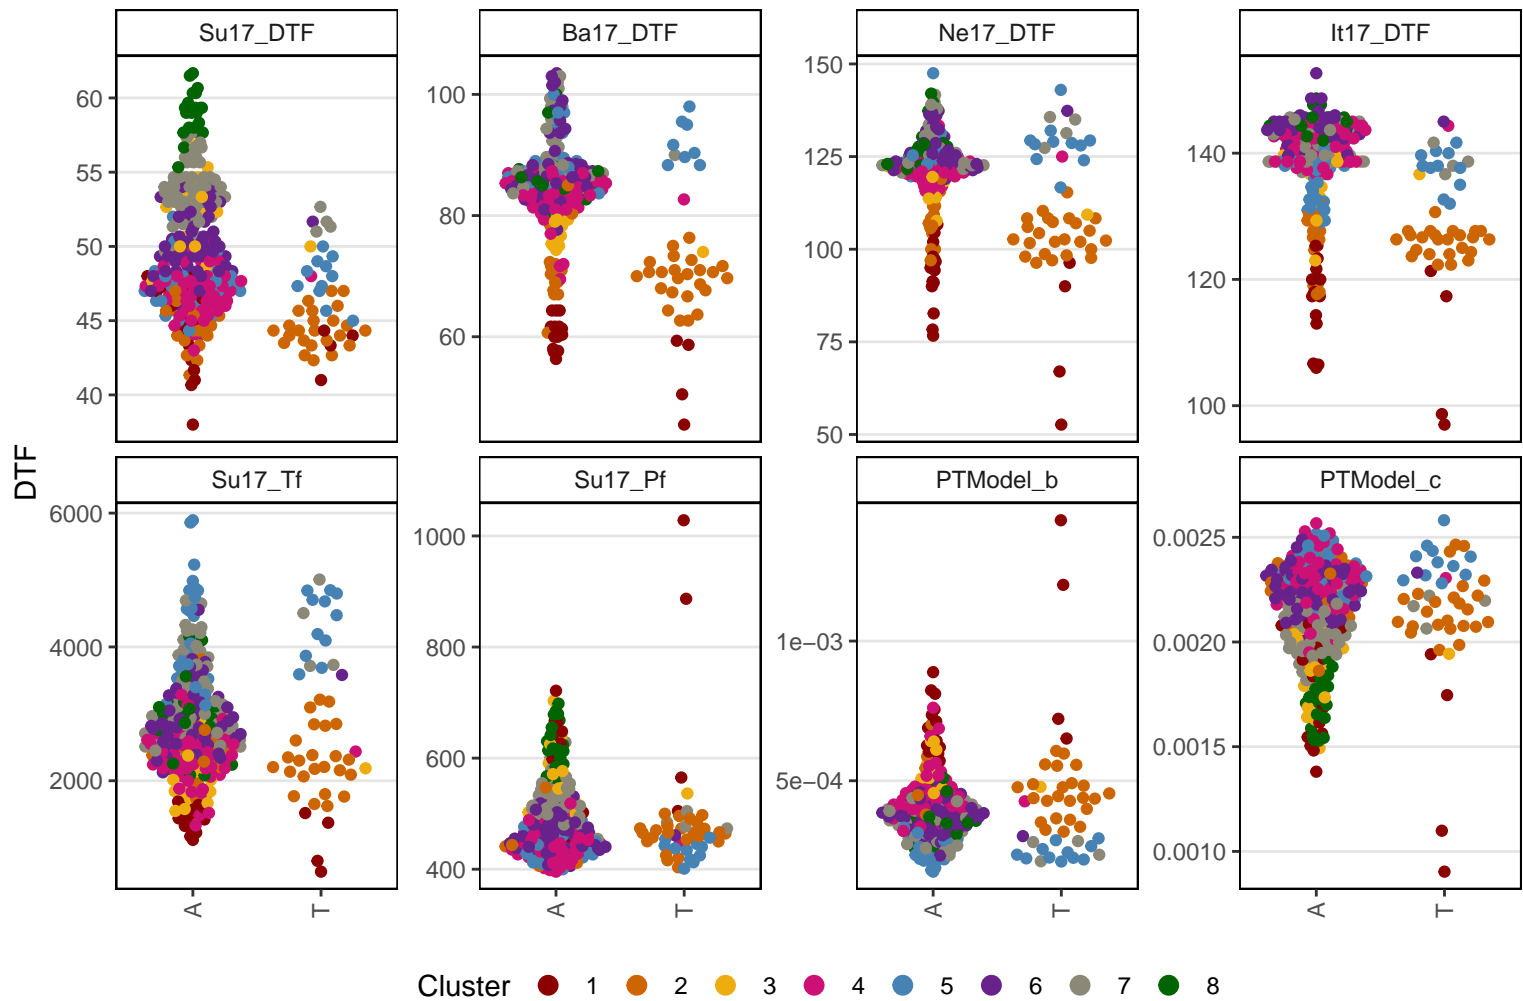 Su17_DTF Ba17_DTF Ne17_DTF It17_DTF
60 100 150 140
55 80 125 120
50 60 100 100
45 75
40 50
DTF
Su17_Tf Su17_Pf PTModel_b PTModel_c
6000 1000 1e−03 0.0025
4000 800 5e−04 0.0020
2000 600 0.0015
400 0.0010
A T A T A T A T
Cluster 1 2 3 4 5 6 7 8